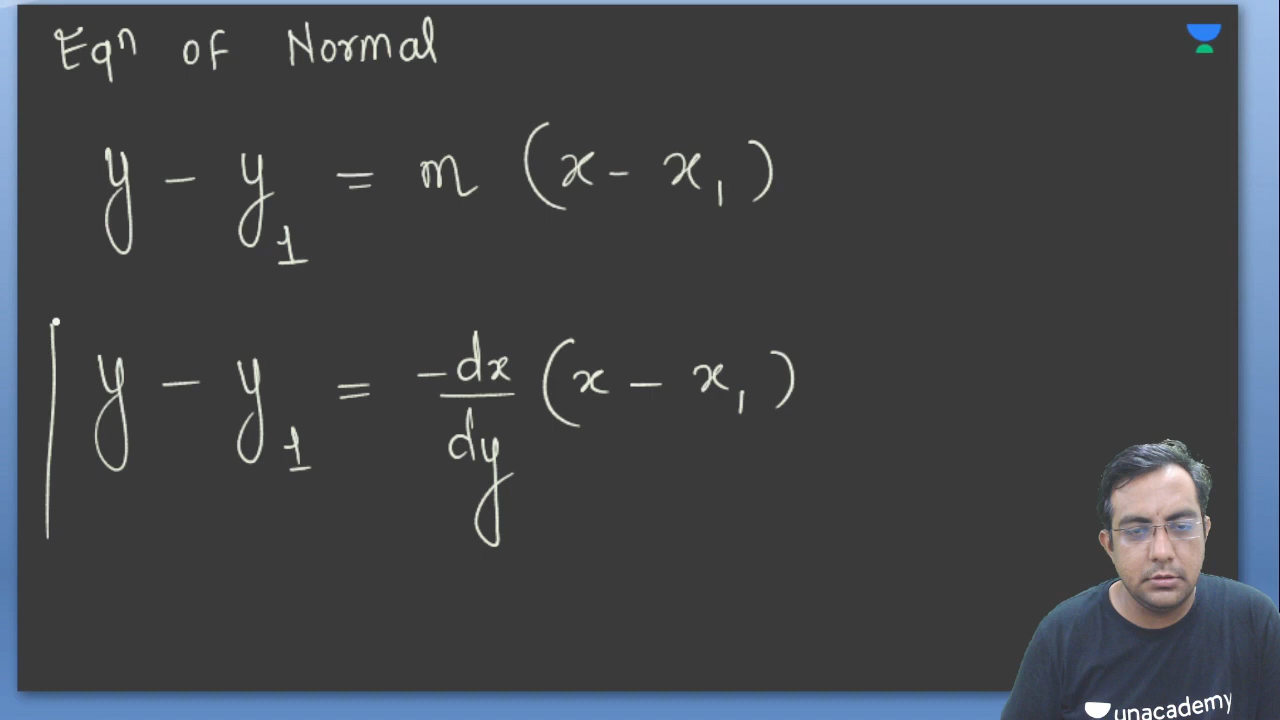 Eqⁿ of Normal
y - y₁ = m (x - x₁)
y - y₁ = -dx/dy (x - x₁)
unacademy